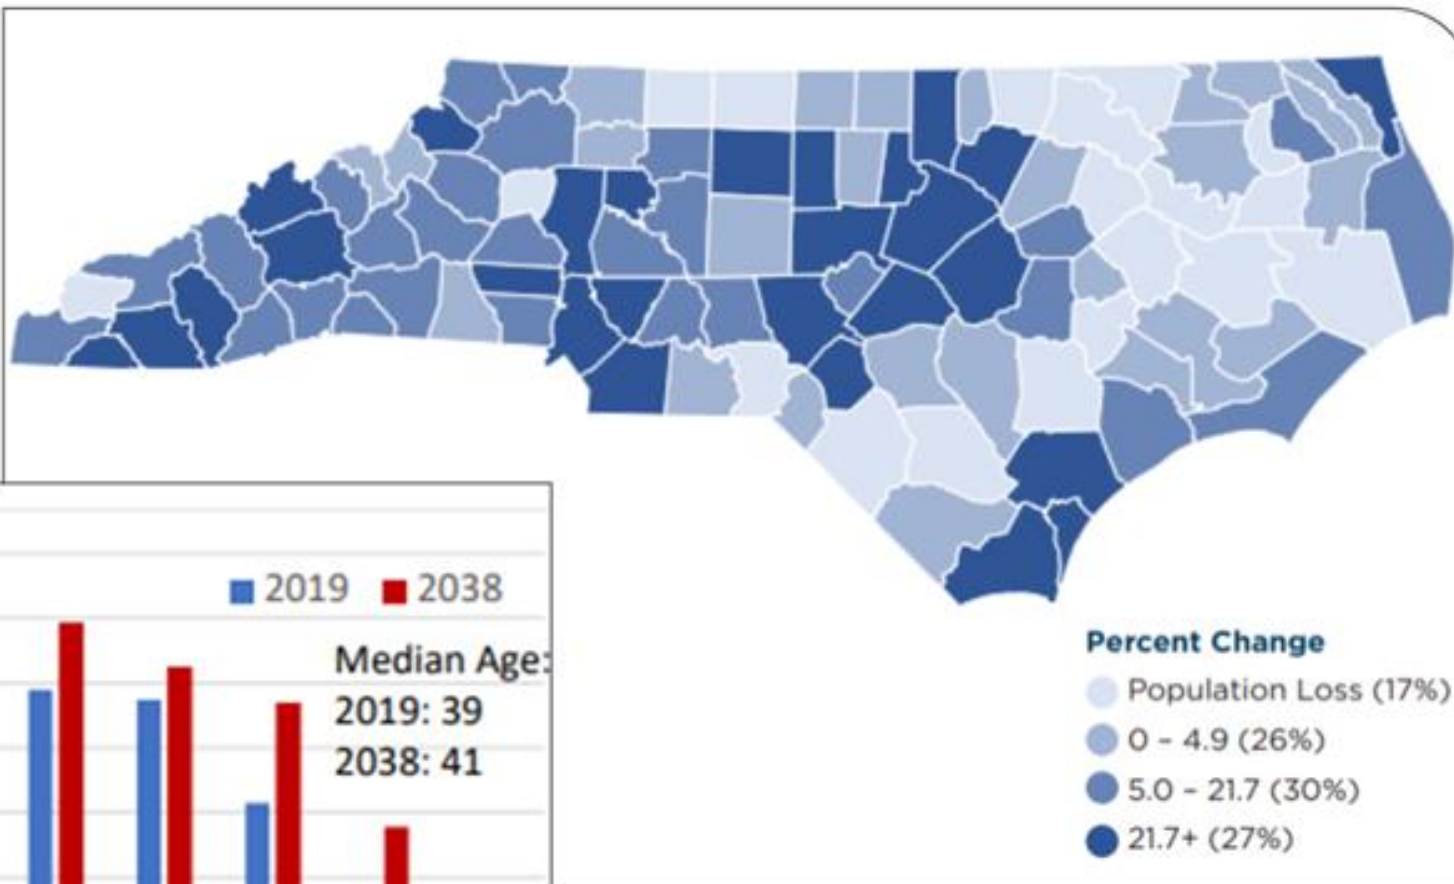 2019 2038
Median Age:
2019: 39
2038: 41
Percent Change
Population Loss (17%)
0 – 4.9 (26%)
5.0 – 21.7 (30%)
21.7+ (27%)